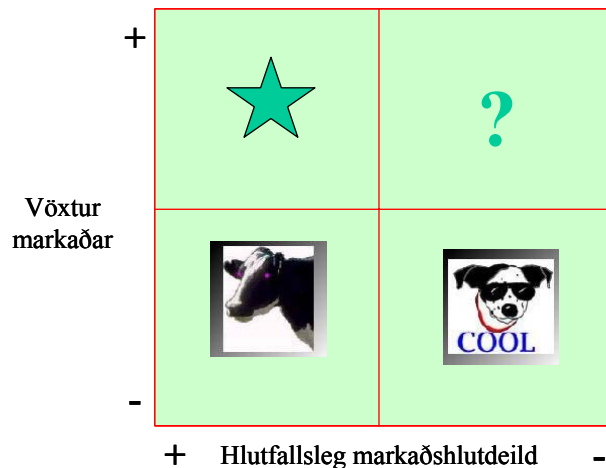 +
?
Vöxtur
markaðar
COOL
-
+ Hlutfallsleg markaðshlutdeild -